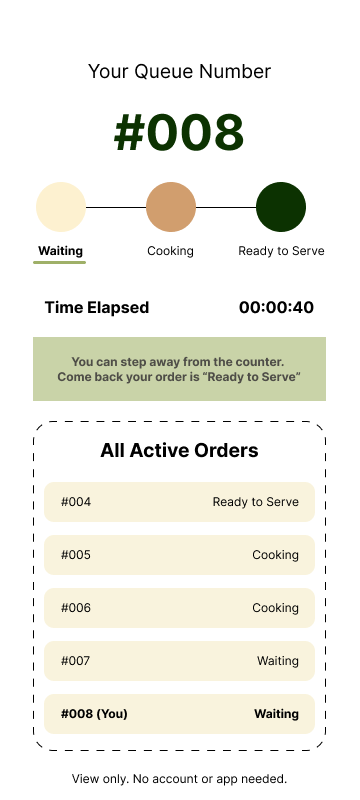 Your Queue Number
#008
Waiting Cooking Ready to Serve
Time Elapsed 00:00:40
You can step away from the counter.
Come back your order is “Ready to Serve”
All Active Orders
#004 Ready to Serve
#005 Cooking
#006 Cooking
#007 Waiting
#008 (You) Waiting
View only. No account or app needed.